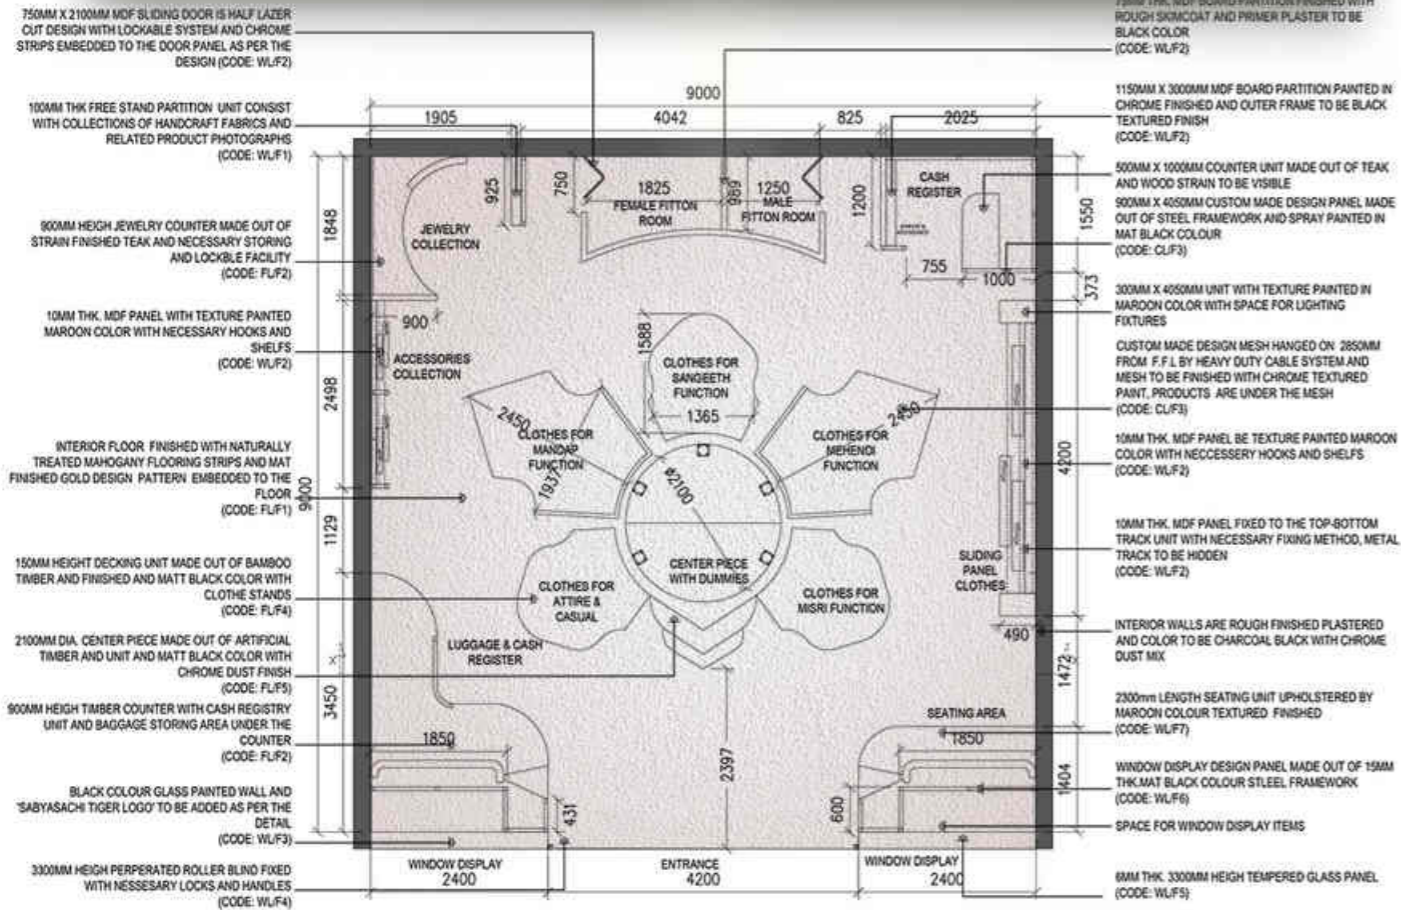 750MM X 2100MM MDF SLIDING DOOR IS HALF LAZER
CUT DESIGN WITH LOCKABLE SYSTEM AND CHROME
STRIPS EMBEDDED TO THE DOOR PANEL AS PER THE
DESIGN (CODE: WL/F2)
100MM THK FREE STAND PARTITION UNIT CONSIST
WITH COLLECTIONS OF HANDCRAFT FABRICS AND
RELATED PRODUCT PHOTOGRAPHS
(CODE: WL/F1)
900MM HEIGH JEWELRY COUNTER MADE OUT OF
STRAIN FINISHED TEAK AND NECESSARY STORING
AND LOCKBLE FACILITY
(CODE: FL/F2)
10MM THK. MDF PANEL WITH TEXTURE PAINTED
MAROON COLOR WITH NECESSARY HOOKS AND
SHELFS
(CODE: WL/F2)
INTERIOR FLOOR FINISHED WITH NATURALLY
TREATED MAHOGANY FLOORING STRIPS AND MAT
FINISHED GOLD DESIGN PATTERN EMBEDDED TO THE
FLOOR
(CODE: FL/F1)
150MM HEIGHT DECKING UNIT MADE OUT OF BAMBOO
TIMBER AND FINISHED AND MATT BLACK COLOR WITH
CLOTHE STANDS
(CODE: FL/F4)
2100MM DIA. CENTER PIECE MADE OUT OF ARTIFICIAL
TIMBER AND UNIT AND MATT BLACK COLOR WITH
CHROME DUST FINISH
(CODE: FL/F5)
900MM HEIGH TIMBER COUNTER WITH CASH REGISTRY
UNIT AND BAGGAGE STORING AREA UNDER THE
COUNTER
(CODE: FL/F2)
BLACK COLOUR GLASS PAINTED WALL AND
'SABYASACHI TIGER LOGO' TO BE ADDED AS PER THE
DETAIL
(CODE: WL/F3)
3300MM HEIGH PERPERATED ROLLER BLIND FIXED
WITH NESSESARY LOCKS AND HANDLES
(CODE: WL/F4)
9000
1905
4042
825
2025
925
750
1825
FEMALE FITTON
ROOM
989
1250
MALE
FITTON ROOM
1200
CASH
REGISTER
755
1000
1550
373
1848
JEWELRY
COLLECTION
900
ACCESSORIES
COLLECTION
2498
9000
1129
3450
1588
CLOTHES FOR
SANGEETH
FUNCTION
1365
2450
CLOTHES FOR
MANDAP
FUNCTION
1937
2450
CLOTHES FOR
MEHENDI
FUNCTION
Ø2100
CENTER PIECE
WITH DUMMIES
CLOTHES FOR
ATTIRE &
CASUAL
CLOTHES FOR
MISRI FUNCTION
SLIDING
PANEL
CLOTHES
4200
490
1472
1404
LUGGAGE & CASH
REGISTER
1850
431
2397
SEATING AREA
1850
600
WINDOW DISPLAY
ENTRANCE
WINDOW DISPLAY
2400
4200
2400
75MM THK. MDF BOARD PARTITION FINISHED WITH
ROUGH SKIMCOAT AND PRIMER PLASTER TO BE
BLACK COLOR
(CODE: WL/F2)
1150MM X 3000MM MDF BOARD PARTITION PAINTED IN
CHROME FINISHED AND OUTER FRAME TO BE BLACK
TEXTURED FINISH
(CODE: WL/F2)
500MM X 1000MM COUNTER UNIT MADE OUT OF TEAK
AND WOOD STRAIN TO BE VISIBLE
900MM X 4050MM CUSTOM MADE DESIGN PANEL MADE
OUT OF STEEL FRAMEWORK AND SPRAY PAINTED IN
MAT BLACK COLOUR
(CODE: CL/F3)
300MM X 4050MM UNIT WITH TEXTURE PAINTED IN
MAROON COLOR WITH SPACE FOR LIGHTING
FIXTURES
CUSTOM MADE DESIGN MESH HANGED ON 2850MM
FROM F.F.L BY HEAVY DUTY CABLE SYSTEM AND
MESH TO BE FINISHED WITH CHROME TEXTURED
PAINT, PRODUCTS ARE UNDER THE MESH
(CODE: CL/F3)
10MM THK. MDF PANEL BE TEXTURE PAINTED MAROON
COLOR WITH NECCESSERY HOOKS AND SHELFS
(CODE: WL/F2)
10MM THK. MDF PANEL FIXED TO THE TOP-BOTTOM
TRACK UNIT WITH NECESSARY FIXING METHOD, METAL
TRACK TO BE HIDDEN
(CODE: WL/F2)
INTERIOR WALLS ARE ROUGH FINISHED PLASTERED
AND COLOR TO BE CHARCOAL BLACK WITH CHROME
DUST MIX
2300mm LENGTH SEATING UNIT UPHOLSTERED BY
MAROON COLOUR TEXTURED FINISHED
(CODE: WL/F7)
WINDOW DISPLAY DESIGN PANEL MADE OUT OF 15MM
THK.MAT BLACK COLOUR STLEEL FRAMEWORK
(CODE: WL/F6)
SPACE FOR WINDOW DISPLAY ITEMS
6MM THK. 3300MM HEIGH TEMPERED GLASS PANEL
(CODE: WL/F5)